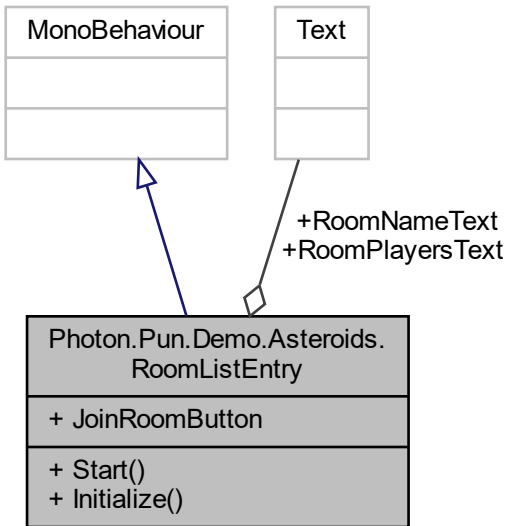 MonoBehaviour
Text
+RoomNameText
+RoomPlayersText
Photon.Pun.Demo.Asteroids.
RoomListEntry
+ JoinRoomButton
+ Start()
+ Initialize()